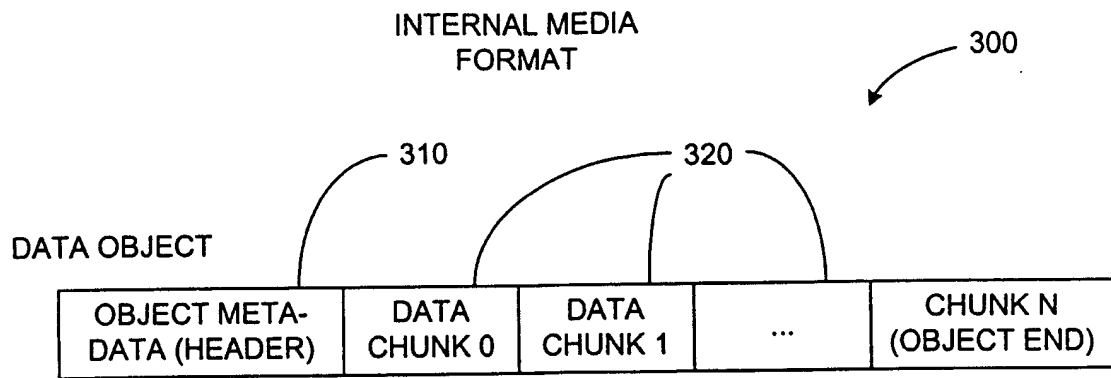 INTERNAL MEDIA
FORMAT
300
310
320
DATA OBJECT
OBJECT META-
DATA (HEADER)
DATA
CHUNK 0
DATA
CHUNK 1
...
CHUNK N
(OBJECT END)